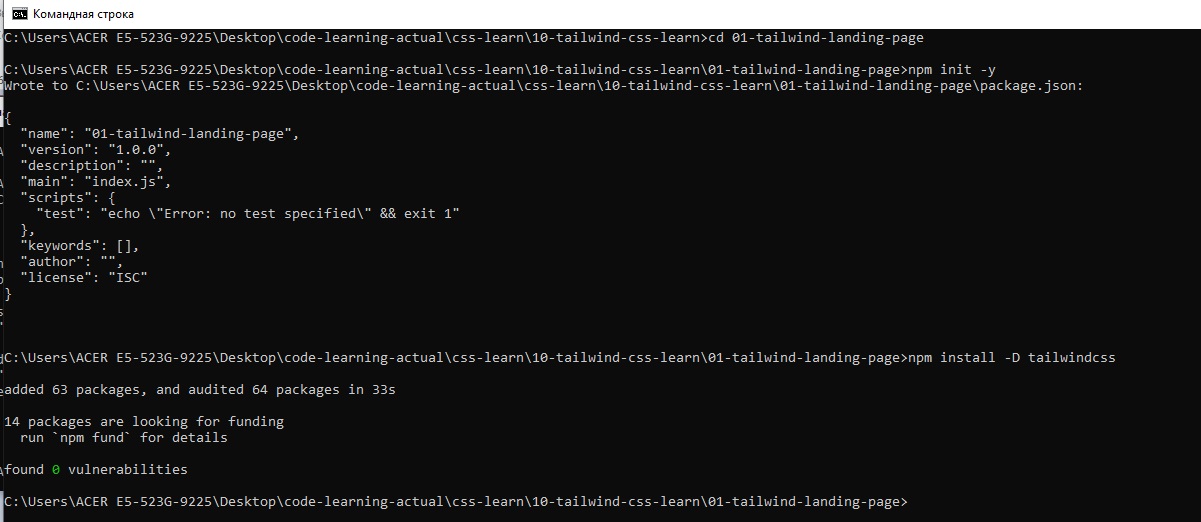 Командная строка
C:\Users\ACER E5-523G-9225\Desktop\code-learning-actual\css-learn\10-tailwind-css-learn>cd 01-tailwind-landing-page
C:\Users\ACER E5-523G-9225\Desktop\code-learning-actual\css-learn\10-tailwind-css-learn\01-tailwind-landing-page>npm init -y
Wrote to C:\Users\ACER E5-523G-9225\Desktop\code-learning-actual\css-learn\10-tailwind-css-learn\01-tailwind-landing-page\package.json:
{
  "name": "01-tailwind-landing-page",
  "version": "1.0.0",
  "description": "",
  "main": "index.js",
  "scripts": {
    "test": "echo \"Error: no test specified\" && exit 1"
  },
  "keywords": [],
  "author": "",
  "license": "ISC"
}
C:\Users\ACER E5-523G-9225\Desktop\code-learning-actual\css-learn\10-tailwind-css-learn\01-tailwind-landing-page>npm install -D tailwindcss
added 63 packages, and audited 64 packages in 33s
14 packages are looking for funding
  run `npm fund` for details
found 0 vulnerabilities
C:\Users\ACER E5-523G-9225\Desktop\code-learning-actual\css-learn\10-tailwind-css-learn\01-tailwind-landing-page>